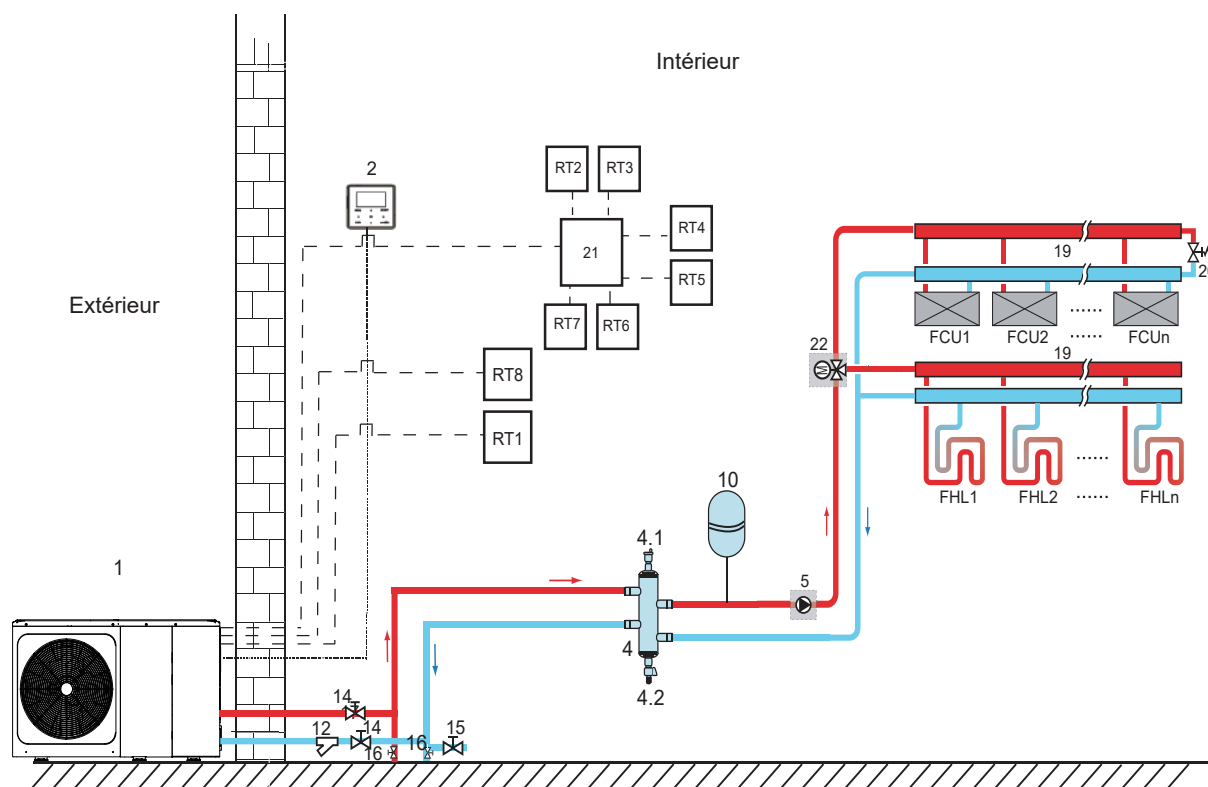 Intérieur
Extérieur
2
RT2
RT3
RT4
21
RT5
RT7
RT6
RT8
RT1
19
20
FCU1
FCU2
......
......
FCUn
22
M
19
FHL1
FHL2
......
......
FHLn
10
4.1
5
4
4.2
1
14
12
14
16
16
15